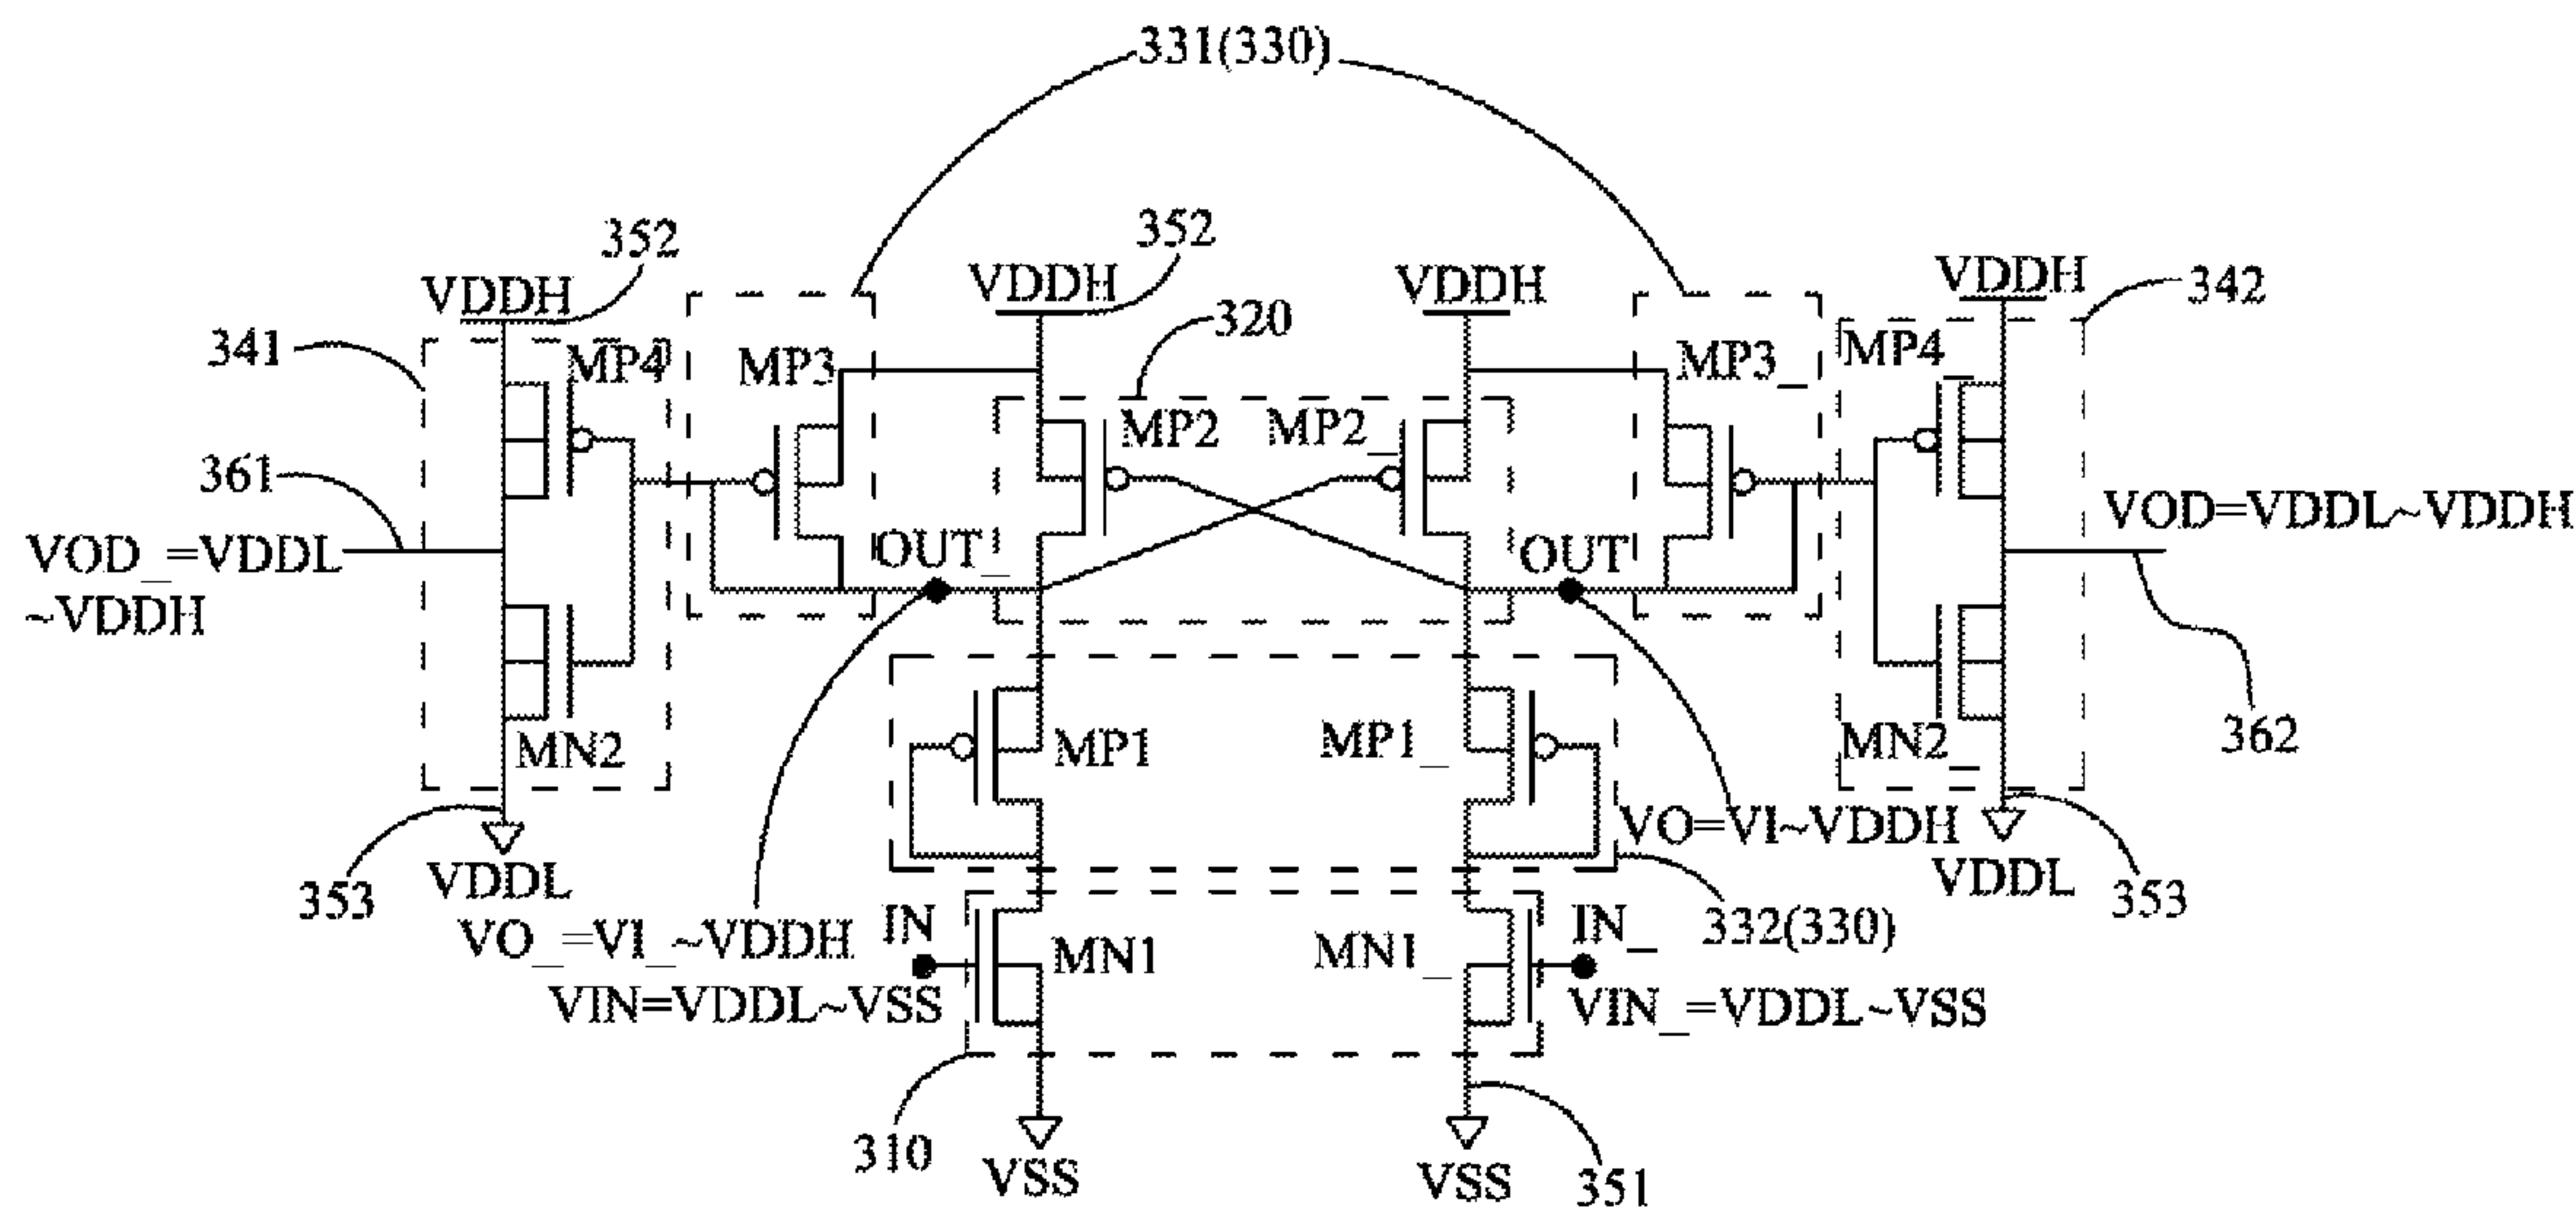 331(330)
352
352
VDDH
VDDH
VDDH
VDDH
342
341
MP4
MP3
320
MP2
MP2_
MP3_
MP4_
361
VOD_=VDDL
~VDDH
OUT_
OUT
VOD=VDDL~VDDH
MN2
MP1
MP1_
MN2_
362
353
VDDL
VO=VI~VDDH
VDDL
353
VO_=VI_~VDDH
IN
MN1
MN1_
IN_
332(330)
VIN=VDDL~VSS
VIN_=VDDL~VSS
310
VSS
VSS
351